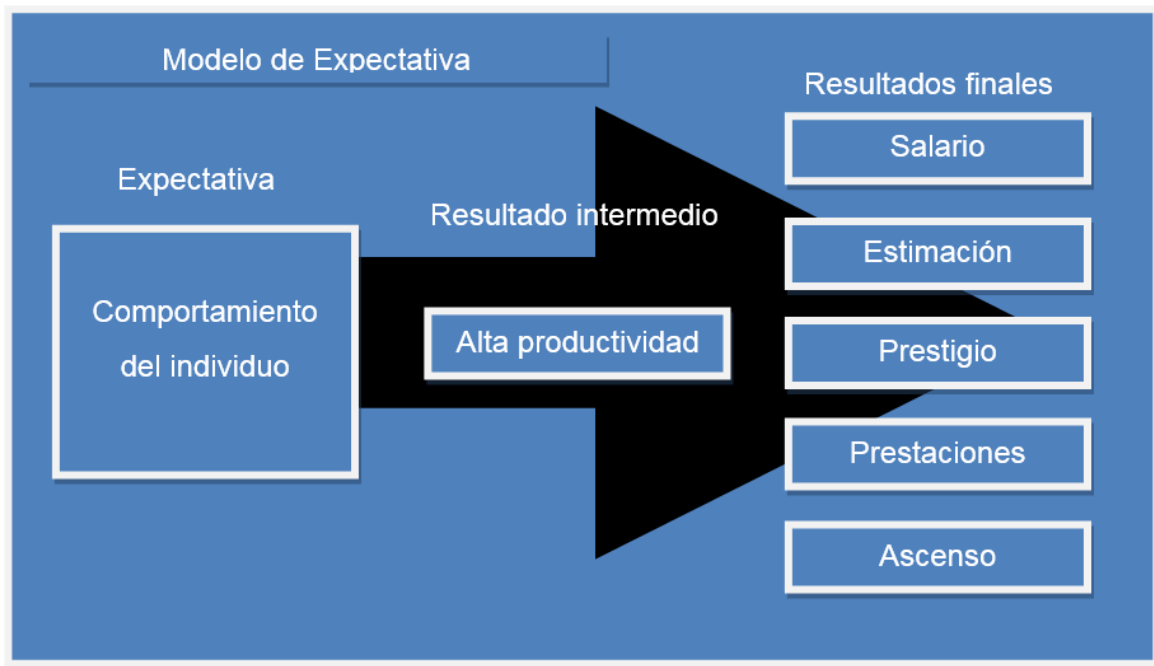 Modelo de Expectativa
Expectativa
Comportamiento
del individuo
Resultado intermedio
Alta productividad
Resultados finales
Salario
Estimación
Prestigio
Prestaciones
Ascenso